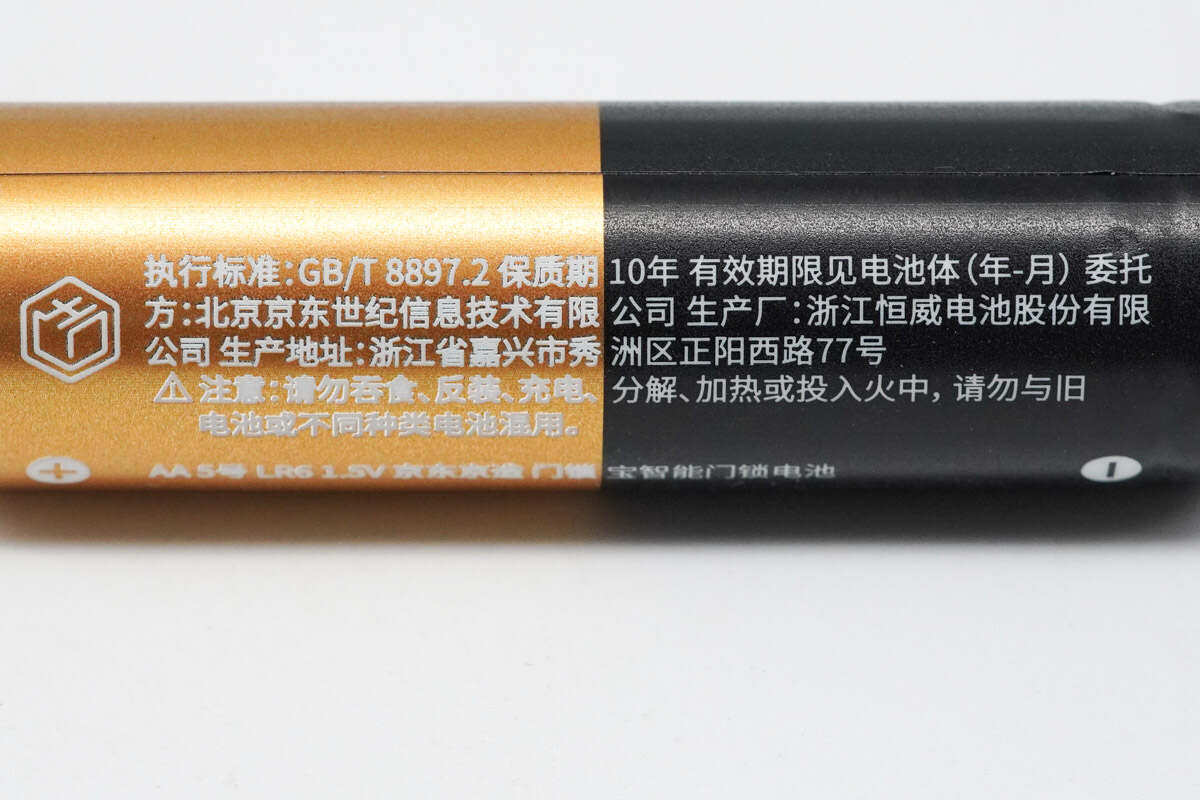 执行标准：GB/T 8897.2 保质期 10年 有效期限见电池体（年-月） 委托
方：北京京东世纪信息技术有限 公司 生产厂：浙江恒威电池股份有限
公司 生产地址：浙江省嘉兴市秀 洲区正阳西路77号
注意：请勿吞食、反装、充电、分解、加热或投入火中，请勿与旧
电池或不同种类电池混用。
AA 5号 LR6 1.5V 京东京造 门锁 宝智能门锁电池